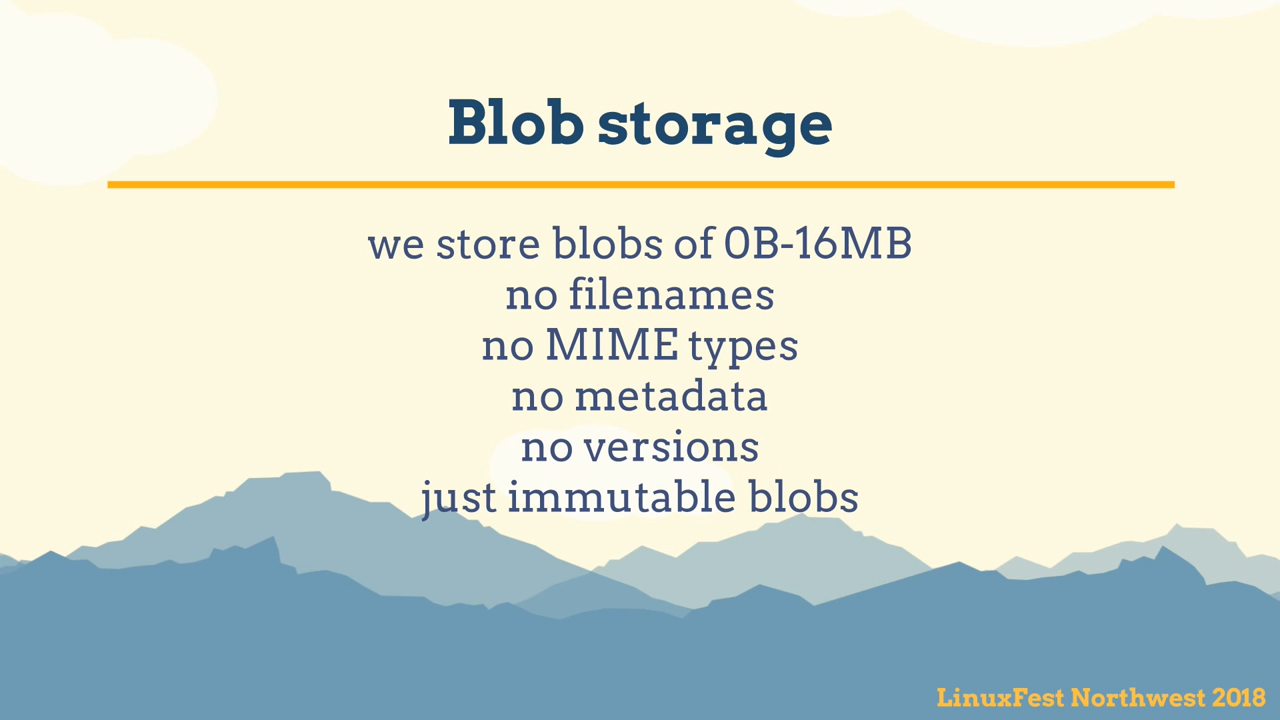 Blob storage
we store blobs of 0B-16MB
no filenames
no MIME types
no metadata
no versions
just immutable blobs
LinuxFest Northwest 2018